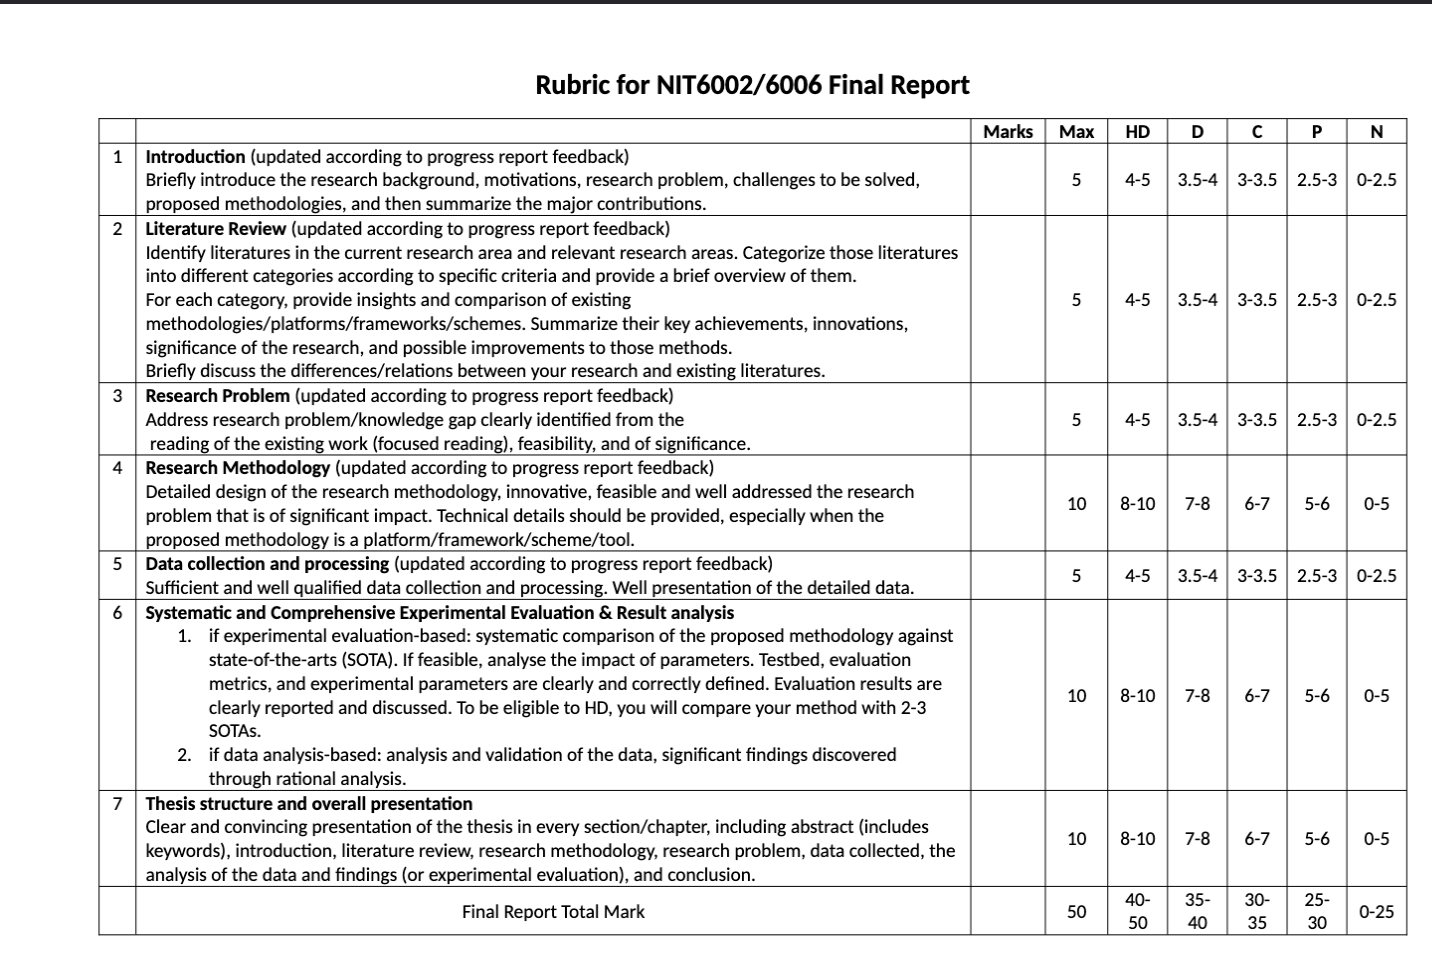 Rubric for NIT6002/6006 Final Report
Marks Max HD D C P N
1 Introduction (updated according to progress report feedback)
Briefly introduce the research background, motivations, research problem, challenges to be solved,
proposed methodologies, and then summarize the major contributions.
5 4-5 3.5-4 3-3.5 2.5-3 0-2.5
2 Literature Review (updated according to progress report feedback)
Identify literatures in the current research area and relevant research areas. Categorize those literatures
into different categories according to specific criteria and provide a brief overview of them.
For each category, provide insights and comparison of existing
methodologies/platforms/frameworks/schemes. Summarize their key achievements, innovations,
significance of the research, and possible improvements to those methods.
Briefly discuss the differences/relations between your research and existing literatures.
5 4-5 3.5-4 3-3.5 2.5-3 0-2.5
3 Research Problem (updated according to progress report feedback)
Address research problem/knowledge gap clearly identified from the
reading of the existing work (focused reading), feasibility, and of significance.
5 4-5 3.5-4 3-3.5 2.5-3 0-2.5
4 Research Methodology (updated according to progress report feedback)
Detailed design of the research methodology, innovative, feasible and well addressed the research
problem that is of significant impact. Technical details should be provided, especially when the
proposed methodology is a platform/framework/scheme/tool.
10 8-10 7-8 6-7 5-6 0-5
5 Data collection and processing (updated according to progress report feedback)
Sufficient and well qualified data collection and processing. Well presentation of the detailed data.
5 4-5 3.5-4 3-3.5 2.5-3 0-2.5
6 Systematic and Comprehensive Experimental Evaluation & Result analysis
1. if experimental evaluation-based: systematic comparison of the proposed methodology against
state-of-the-arts (SOTA). If feasible, analyse the impact of parameters. Testbed, evaluation
metrics, and experimental parameters are clearly and correctly defined. Evaluation results are
clearly reported and discussed. To be eligible to HD, you will compare your method with 2-3
SOTAs.
2. if data analysis-based: analysis and validation of the data, significant findings discovered
through rational analysis.
10 8-10 7-8 6-7 5-6 0-5
7 Thesis structure and overall presentation
Clear and convincing presentation of the thesis in every section/chapter, including abstract (includes
keywords), introduction, literature review, research methodology, research problem, data collected, the
analysis of the data and findings (or experimental evaluation), and conclusion.
10 8-10 7-8 6-7 5-6 0-5
Final Report Total Mark 50 40-50 35-40 30-35 25-30 0-25